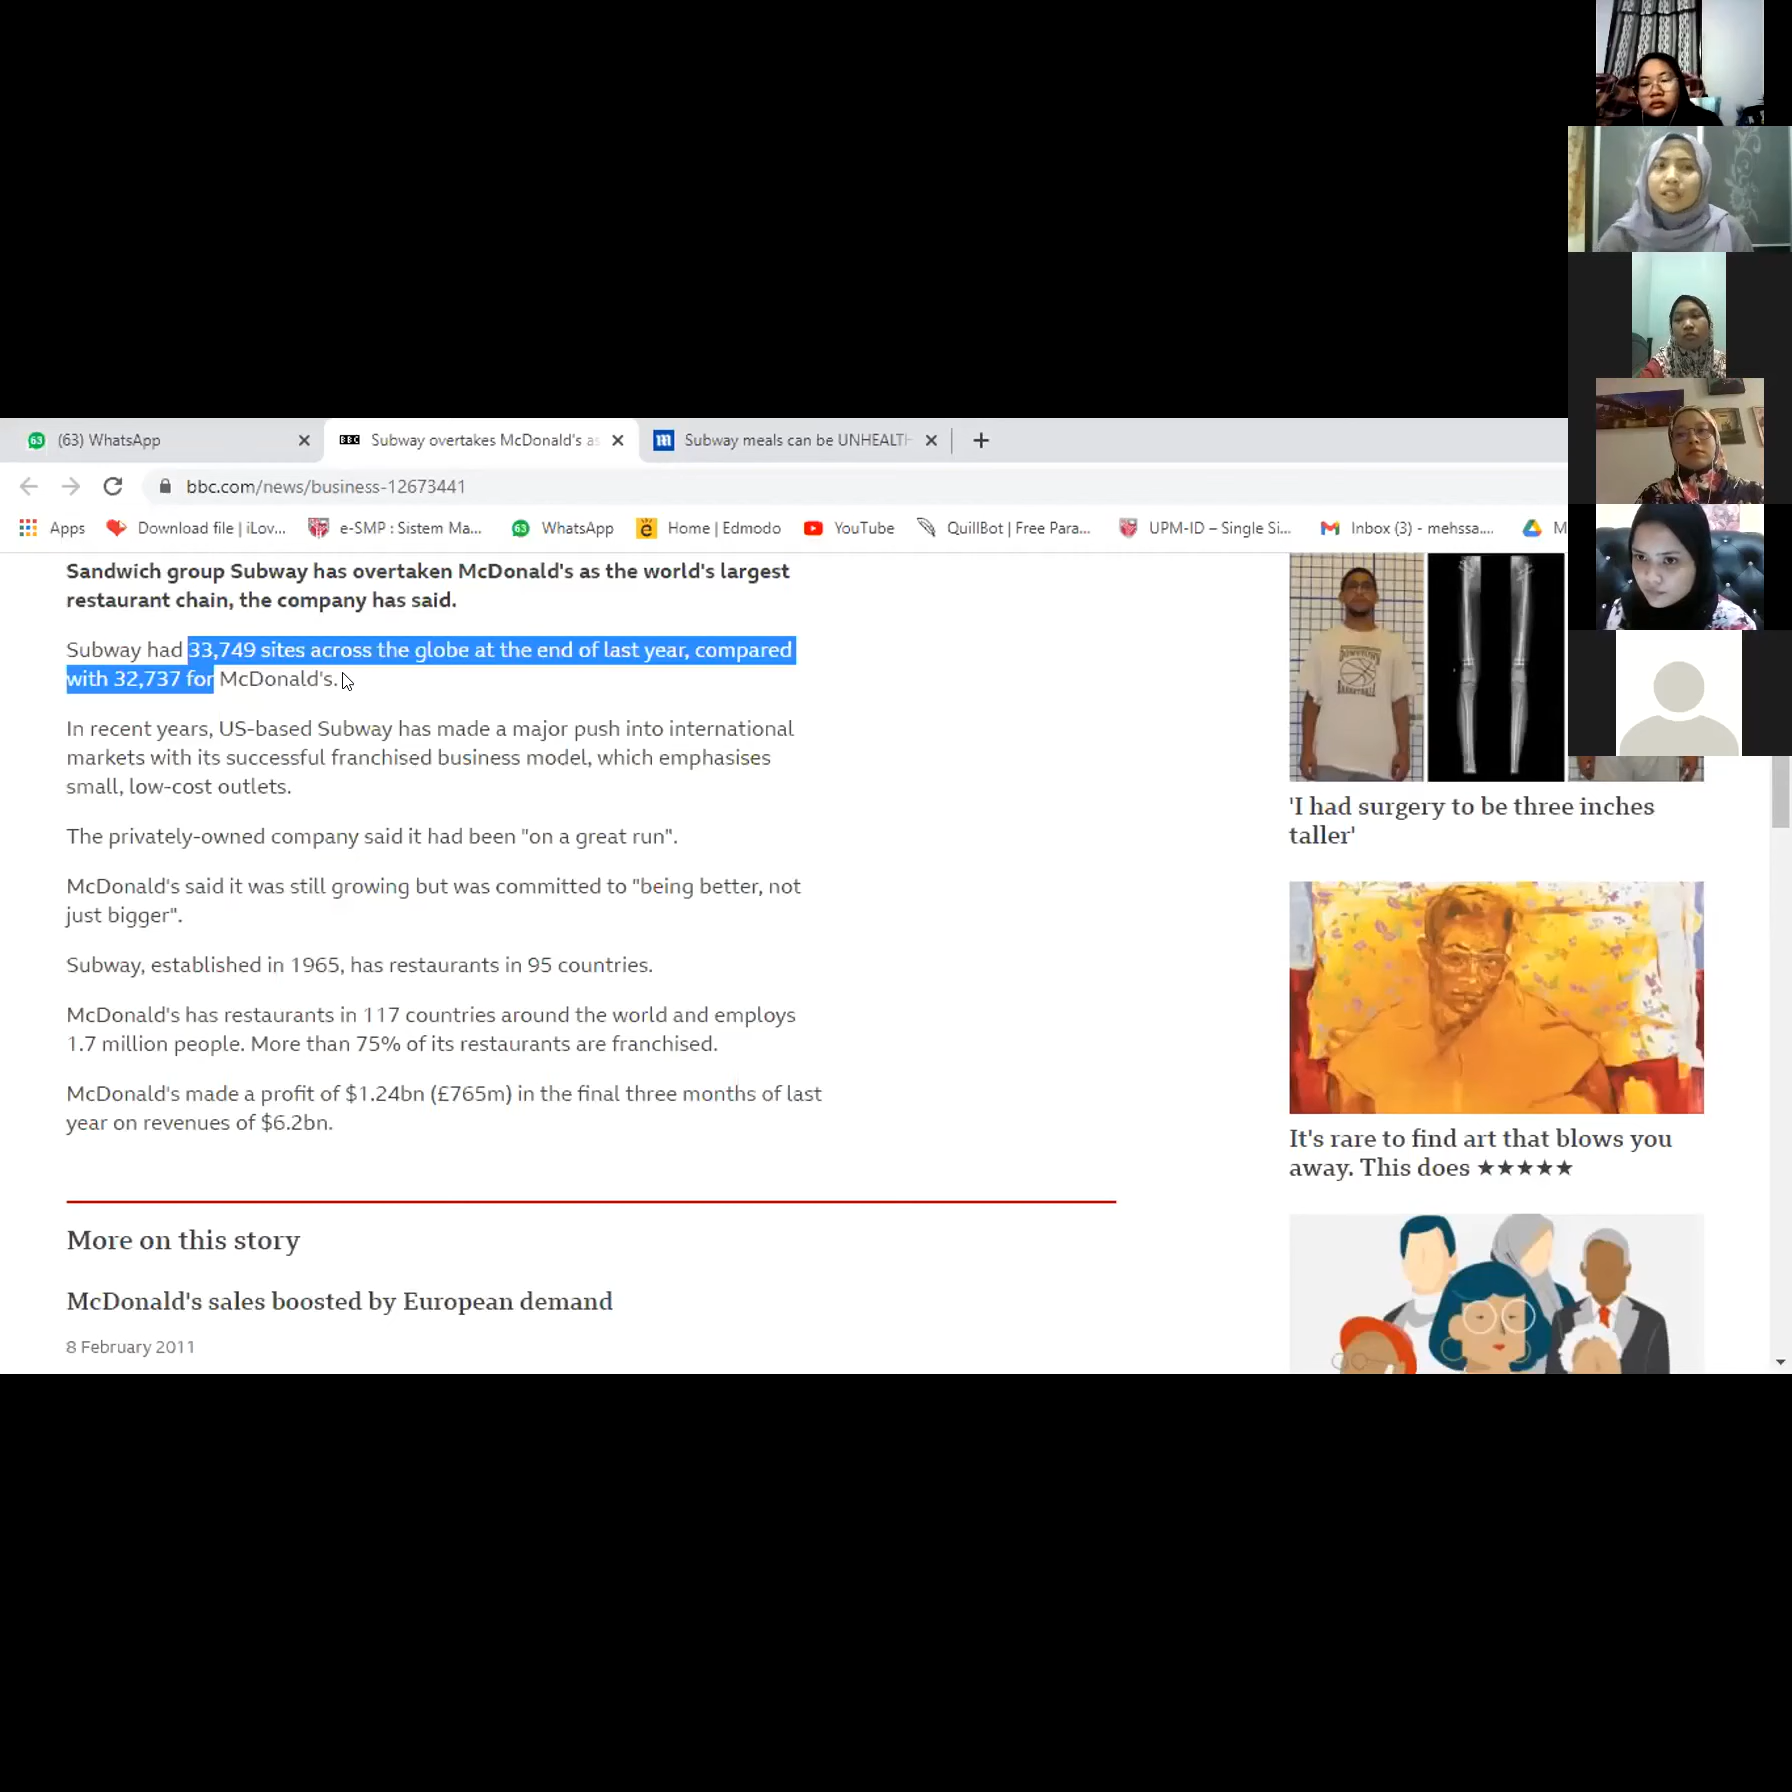 63 (63) WhatsApp
BBC Subway overtakes McDonald's as
m Subway meals can be UNHEALTH
bbc.com/news/business-12673441
Apps
Download file | iLov...
e-SMP : Sistem Ma...
63 WhatsApp
Home | Edmodo
YouTube
QuillBot | Free Para...
UPM-ID – Single Si...
Inbox (3) - mehssa....
M
Sandwich group Subway has overtaken McDonald's as the world's largest
restaurant chain, the company has said.
Subway had 33,749 sites across the globe at the end of last year, compared
with 32,737 for McDonald's.
In recent years, US-based Subway has made a major push into international
markets with its successful franchised business model, which emphasises
small, low-cost outlets.
The privately-owned company said it had been "on a great run".
McDonald's said it was still growing but was committed to "being better, not
just bigger".
Subway, established in 1965, has restaurants in 95 countries.
McDonald's has restaurants in 117 countries around the world and employs
1.7 million people. More than 75% of its restaurants are franchised.
McDonald's made a profit of $1.24bn (£765m) in the final three months of last
year on revenues of $6.2bn.
More on this story
McDonald's sales boosted by European demand
8 February 2011
DOWNTOWN
BASKETBALL
'I had surgery to be three inches
taller'
It's rare to find art that blows you
away. This does ★★★★★